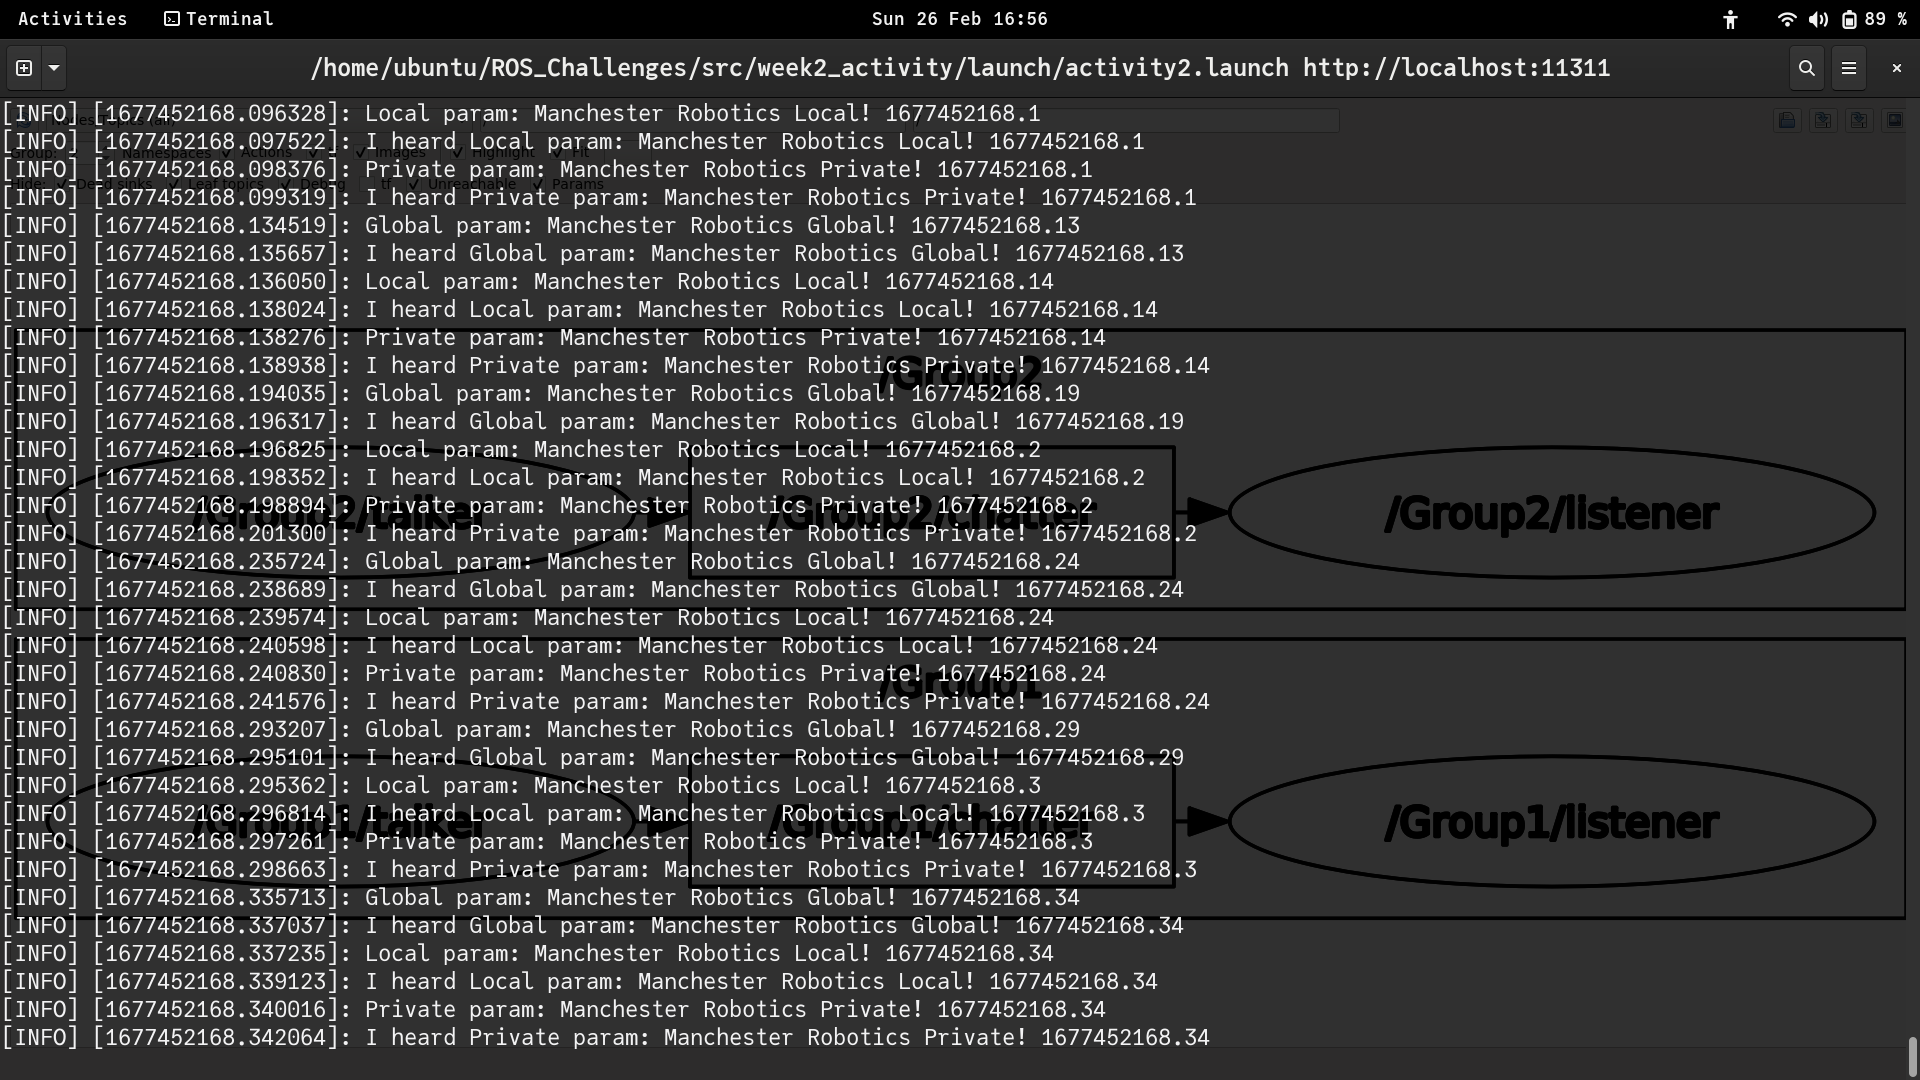 Activities Terminal Sun 26 Feb 16:56 89 %
/home/ubuntu/ROS_Challenges/src/week2_activity/launch/activity2.launch http://localhost:11311
[INFO] [1677452168.096328]: Local param: Manchester Robotics Local! 1677452168.1
[INFO] [1677452168.097522]: I heard Local param: Manchester Robotics Local! 1677452168.1
[INFO] [1677452168.098376]: Private param: Manchester Robotics Private! 1677452168.1
[INFO] [1677452168.099319]: I heard Private param: Manchester Robotics Private! 1677452168.1
[INFO] [1677452168.134519]: Global param: Manchester Robotics Global! 1677452168.13
[INFO] [1677452168.135657]: I heard Global param: Manchester Robotics Global! 1677452168.13
[INFO] [1677452168.136050]: Local param: Manchester Robotics Local! 1677452168.14
[INFO] [1677452168.138024]: I heard Local param: Manchester Robotics Local! 1677452168.14
[INFO] [1677452168.138276]: Private param: Manchester Robotics Private! 1677452168.14
[INFO] [1677452168.138938]: I heard Private param: Manchester Robotics Private! 1677452168.14
/Group2
[INFO] [1677452168.194035]: Global param: Manchester Robotics Global! 1677452168.19
[INFO] [1677452168.196317]: I heard Global param: Manchester Robotics Global! 1677452168.19
[INFO] [1677452168.196825]: Local param: Manchester Robotics Local! 1677452168.2
[INFO] [1677452168.198352]: I heard Local param: Manchester Robotics Local! 1677452168.2
[INFO] [1677452168.198894]: Private param: Manchester Robotics Private! 1677452168.2
/Group2/talker /Group2/chatter /Group2/listener
[INFO] [1677452168.201300]: I heard Private param: Manchester Robotics Private! 1677452168.2
[INFO] [1677452168.235724]: Global param: Manchester Robotics Global! 1677452168.24
[INFO] [1677452168.238689]: I heard Global param: Manchester Robotics Global! 1677452168.24
[INFO] [1677452168.239574]: Local param: Manchester Robotics Local! 1677452168.24
[INFO] [1677452168.240598]: I heard Local param: Manchester Robotics Local! 1677452168.24
[INFO] [1677452168.240830]: Private param: Manchester Robotics Private! 1677452168.24
/Group1
[INFO] [1677452168.241576]: I heard Private param: Manchester Robotics Private! 1677452168.24
[INFO] [1677452168.293207]: Global param: Manchester Robotics Global! 1677452168.29
[INFO] [1677452168.295101]: I heard Global param: Manchester Robotics Global! 1677452168.29
[INFO] [1677452168.295362]: Local param: Manchester Robotics Local! 1677452168.3
[INFO] [1677452168.296814]: I heard Local param: Manchester Robotics Local! 1677452168.3
/Group1/talker /Group1/chatter /Group1/listener
[INFO] [1677452168.297261]: Private param: Manchester Robotics Private! 1677452168.3
[INFO] [1677452168.298663]: I heard Private param: Manchester Robotics Private! 1677452168.3
[INFO] [1677452168.335713]: Global param: Manchester Robotics Global! 1677452168.34
[INFO] [1677452168.337037]: I heard Global param: Manchester Robotics Global! 1677452168.34
[INFO] [1677452168.337235]: Local param: Manchester Robotics Local! 1677452168.34
[INFO] [1677452168.339123]: I heard Local param: Manchester Robotics Local! 1677452168.34
[INFO] [1677452168.340016]: Private param: Manchester Robotics Private! 1677452168.34
[INFO] [1677452168.342064]: I heard Private param: Manchester Robotics Private! 1677452168.34